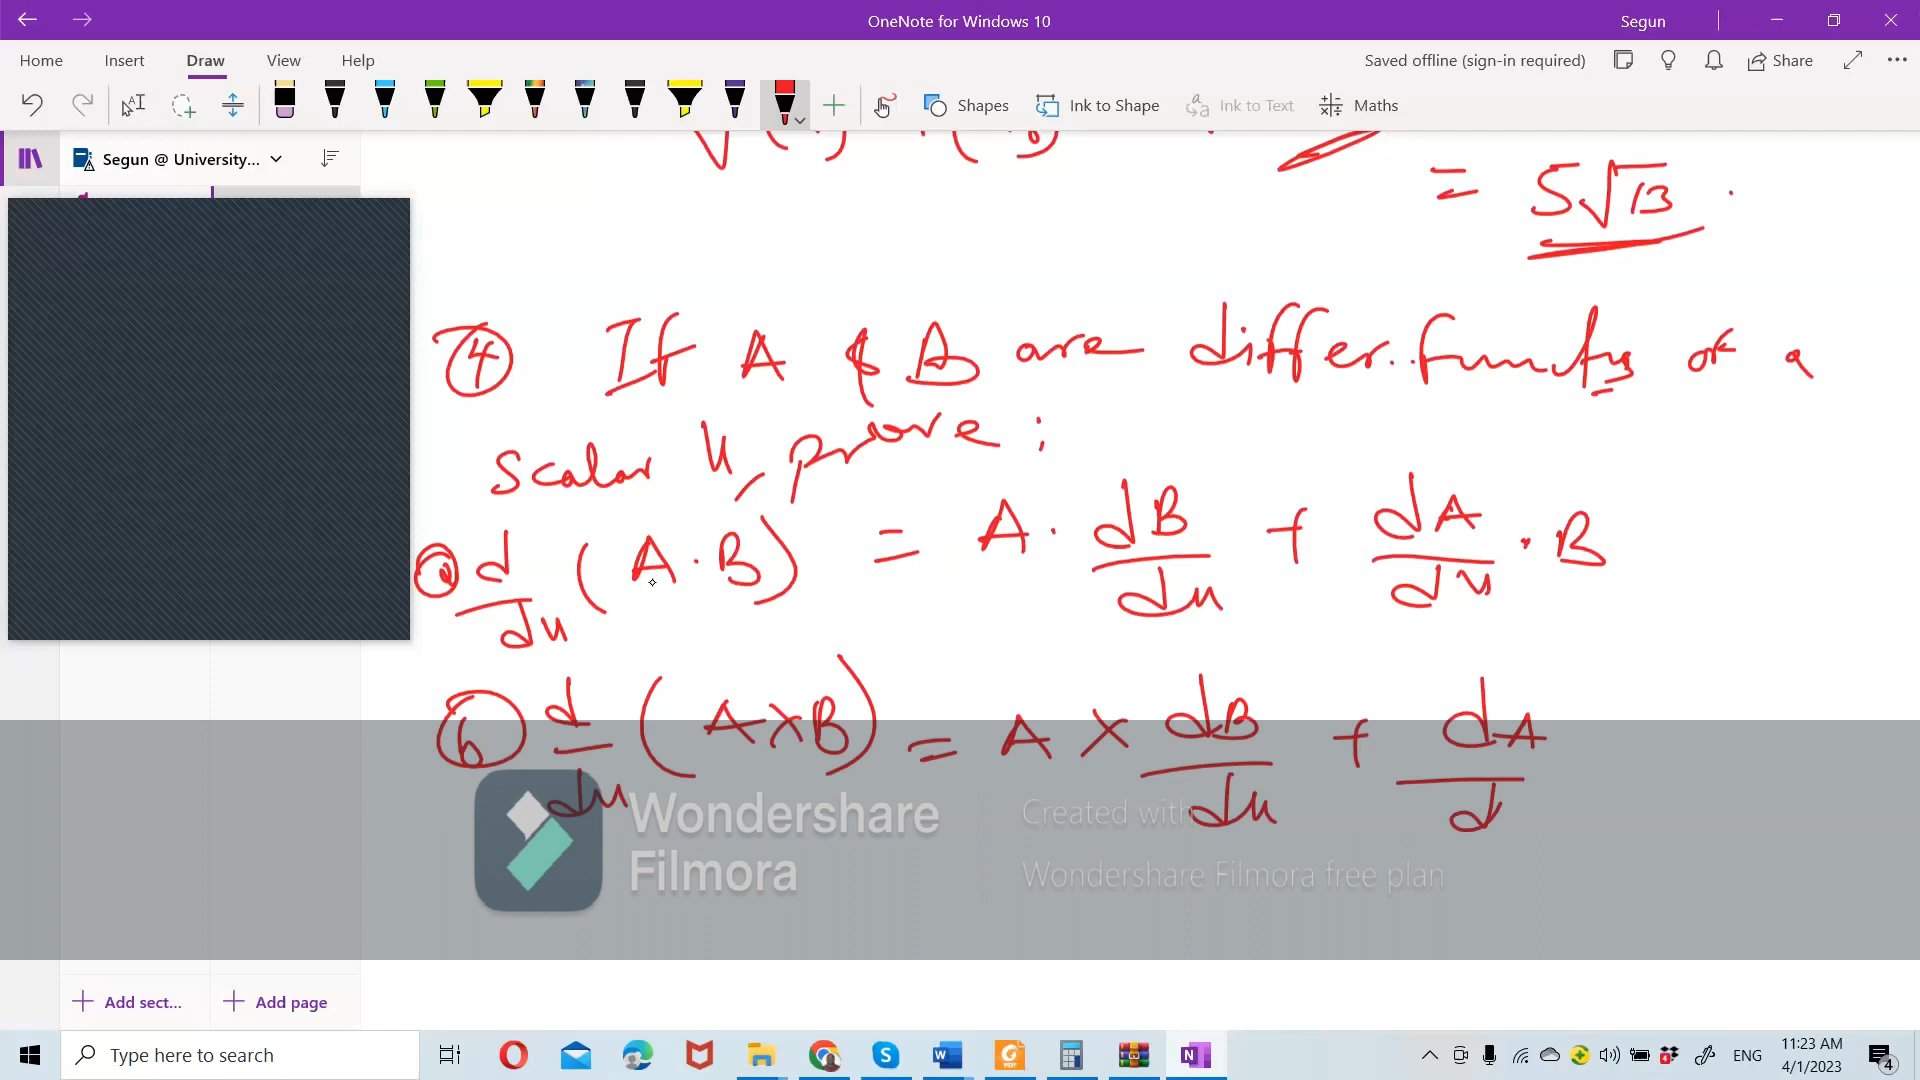 OneNote for Windows 10
Segun
Home Insert Draw View Help
Saved offline (sign-in required)
Share
Shapes Ink to Shape Ink to Text Maths
Segun @ University...
= 5√13 .
④ If A & B are differ. functs of a
scalar u, prove :
ⓐ d/du (A · B) = A · dB/du + dA/du · B
ⓑ d/du (A×B) = A × dB/du + dA/d
Wondershare
Filmora
Created with
Wondershare Filmora free plan
Add sect... Add page
Type here to search
ENG
11:23 AM
4/1/2023
4